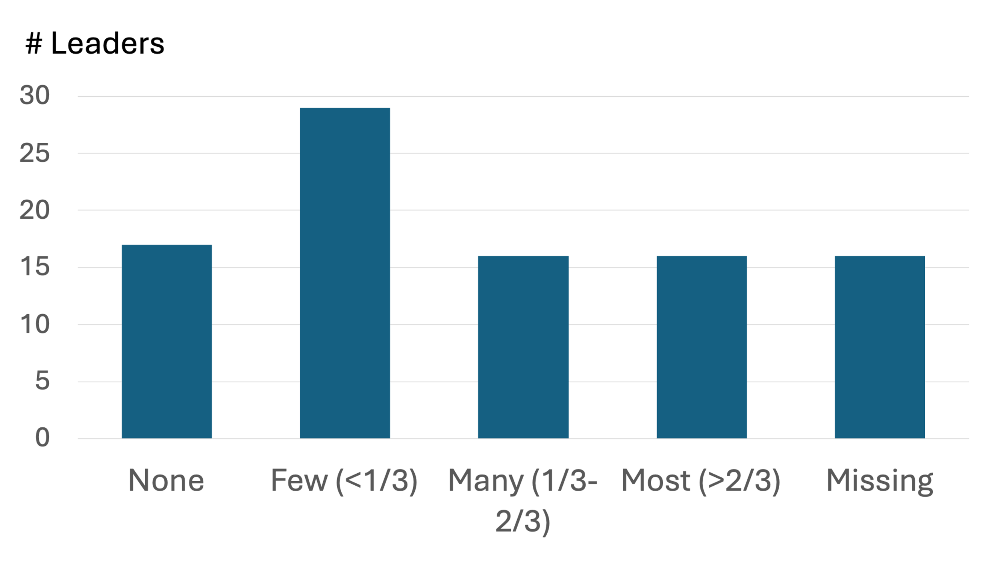 # Leaders
30
25
20
15
10
5
0
None
Few (<1/3)
Many (1/3-
2/3)
Most (>2/3)
Missing